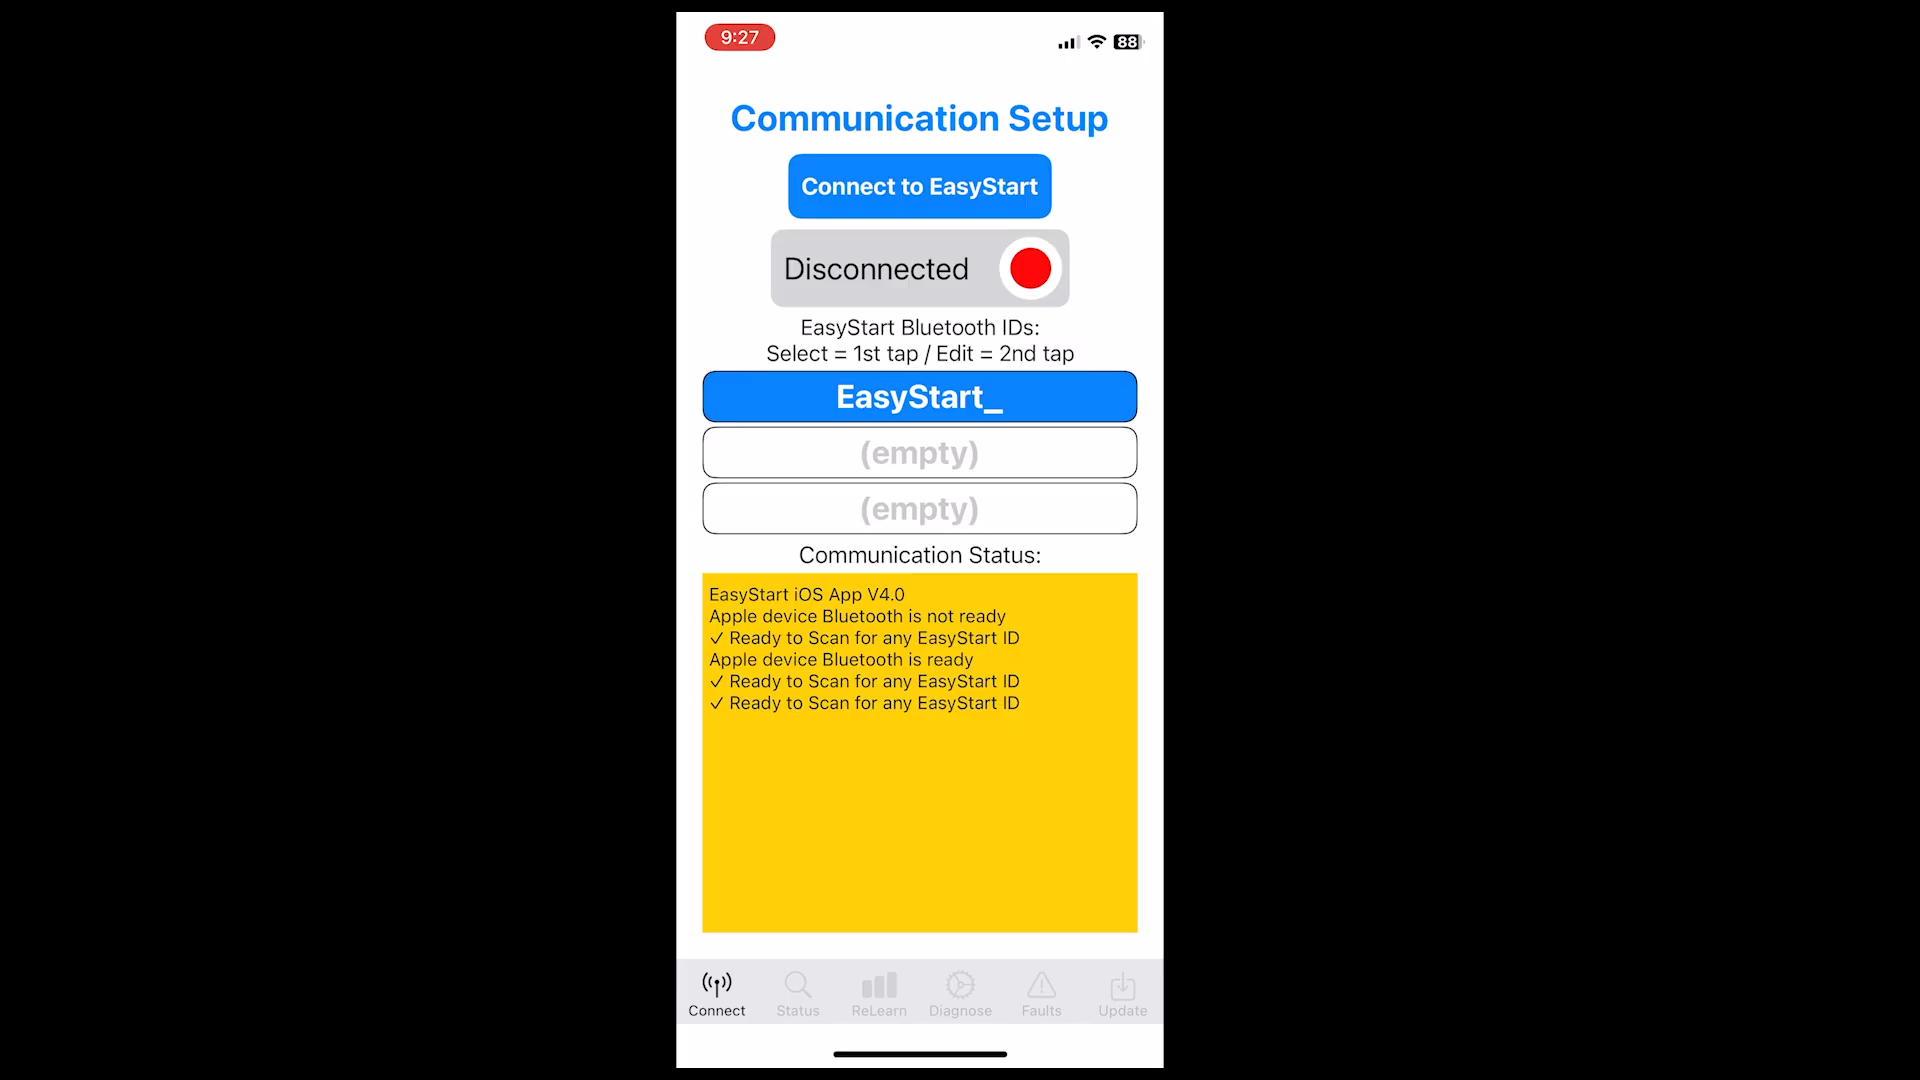 9:27
88
Communication Setup
Connect to EasyStart
Disconnected
EasyStart Bluetooth IDs:
Select = 1st tap / Edit = 2nd tap
EasyStart_
(empty)
(empty)
Communication Status:
EasyStart iOS App V4.0
Apple device Bluetooth is not ready
✓ Ready to Scan for any EasyStart ID
Apple device Bluetooth is ready
✓ Ready to Scan for any EasyStart ID
✓ Ready to Scan for any EasyStart ID
Connect Status ReLearn Diagnose Faults Update